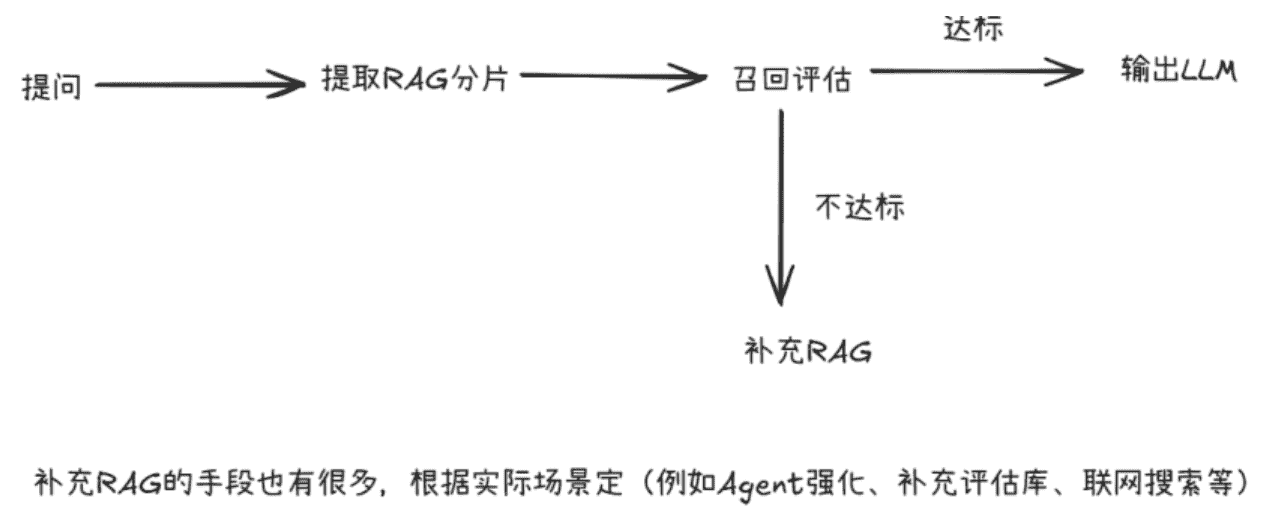 达标
提问
提取RAG分片
召回评估
输出LLM
不达标
补充RAG
补充RAG的手段也有很多，根据实际场景定（例如Agent强化、补充评估库、联网搜索等）